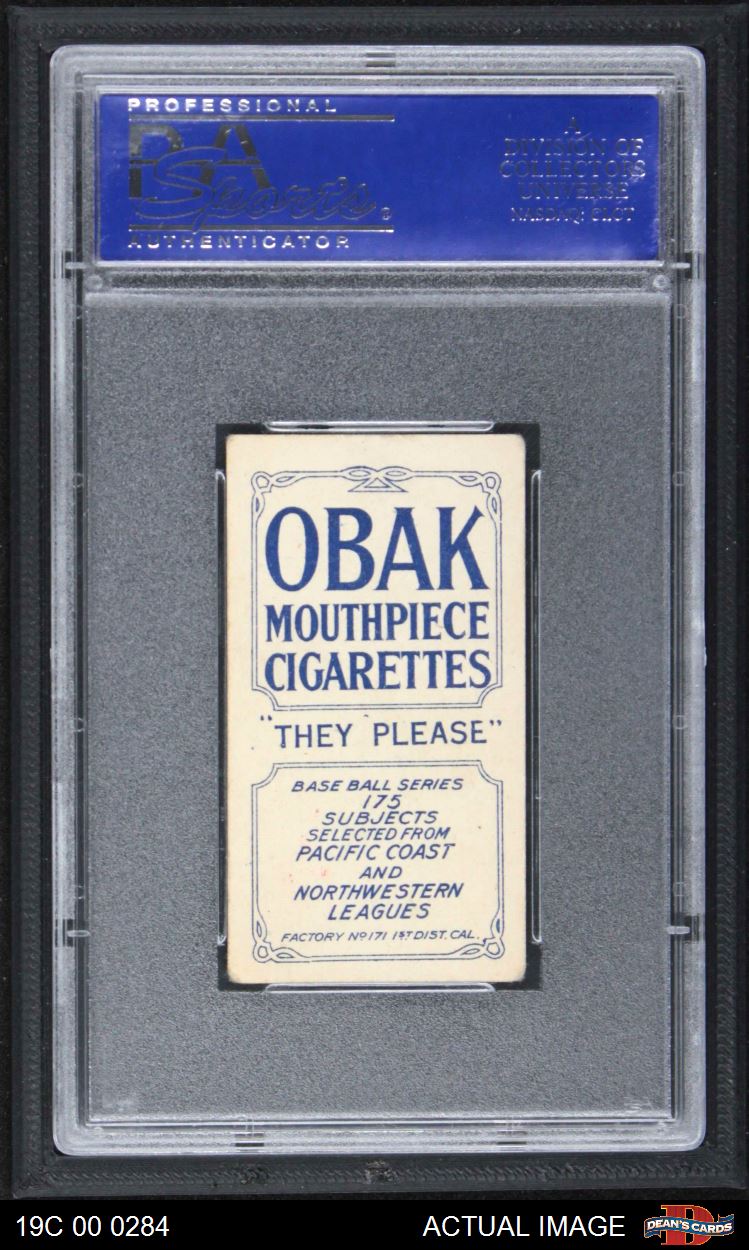 PROFESSIONAL
PSA
Sports®
AUTHENTICATOR
A
DIVISION OF
COLLECTORS
UNIVERSE
NASDAQ: CLCT
OBAK
MOUTHPIECE
CIGARETTES
"THEY PLEASE"
BASE BALL SERIES
175
SUBJECTS
SELECTED FROM
PACIFIC COAST
AND
NORTHWESTERN
LEAGUES
FACTORY Nº 171 1ST DIST. CAL.
19C 00 0284
ACTUAL IMAGE
D
DEAN'S CARDS